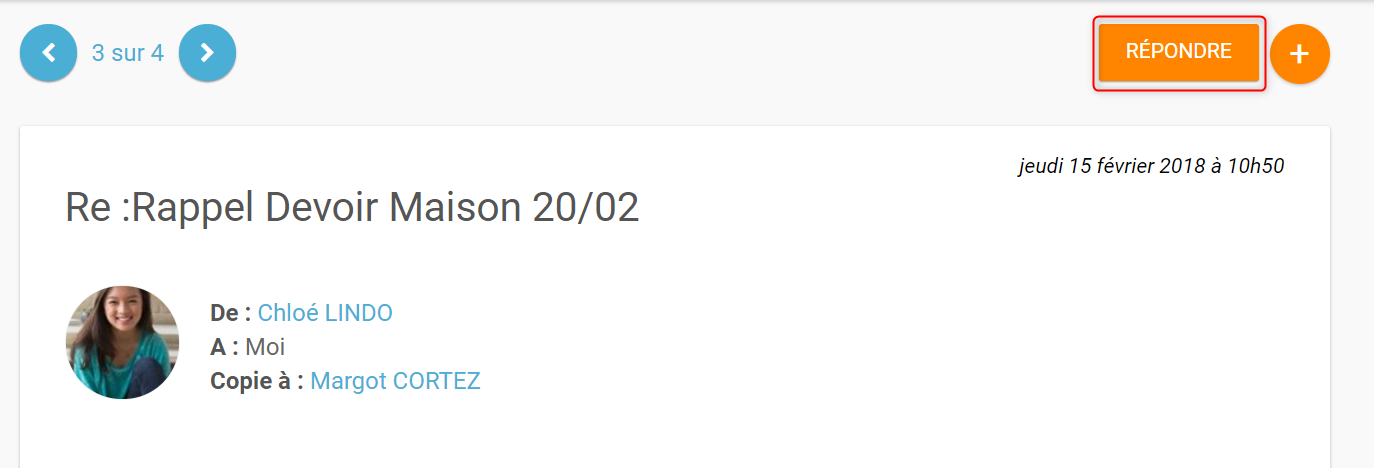 3 sur 4
RÉPONDRE
jeudi 15 février 2018 à 10h50
Re :Rappel Devoir Maison 20/02
De : Chloé LINDO
A : Moi
Copie à : Margot CORTEZ